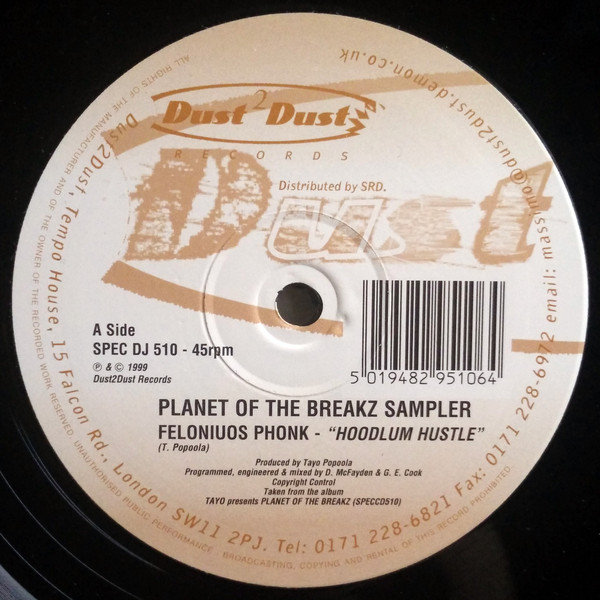 Dust 2 Dust
RECORDS
Distributed by SRD.
Dust
A Side
SPEC DJ 510 - 45rpm
℗ & © 1999
Dust2Dust Records
5 019482 951064
PLANET OF THE BREAKZ SAMPLER
FELONIUOS PHONK - “HOODLUM HUSTLE”
(T. Popoola)
Produced by Tayo Popoola
Programmed, engineered & mixed by D. McFayden & G. E. Cook
Copyright Control
Taken from the album
TAYO presents PLANET OF THE BREAKZ (SPECCD510)
Dust2Dust, Tempo House, 15 Falcon Rd., London SW11 2PJ. Tel: 0171 228-6821 Fax: 0171 228-6972 email: massimo@dust2dust.demon.co.uk
ALL RIGHTS OF THE MANUFACTURER AND OF THE OWNER OF THE RECORDED WORK RESERVED. UNAUTHORISED PUBLIC PERFORMANCE. BROADCASTING, COPYING AND RENTAL OF THIS RECORD PROHIBITED